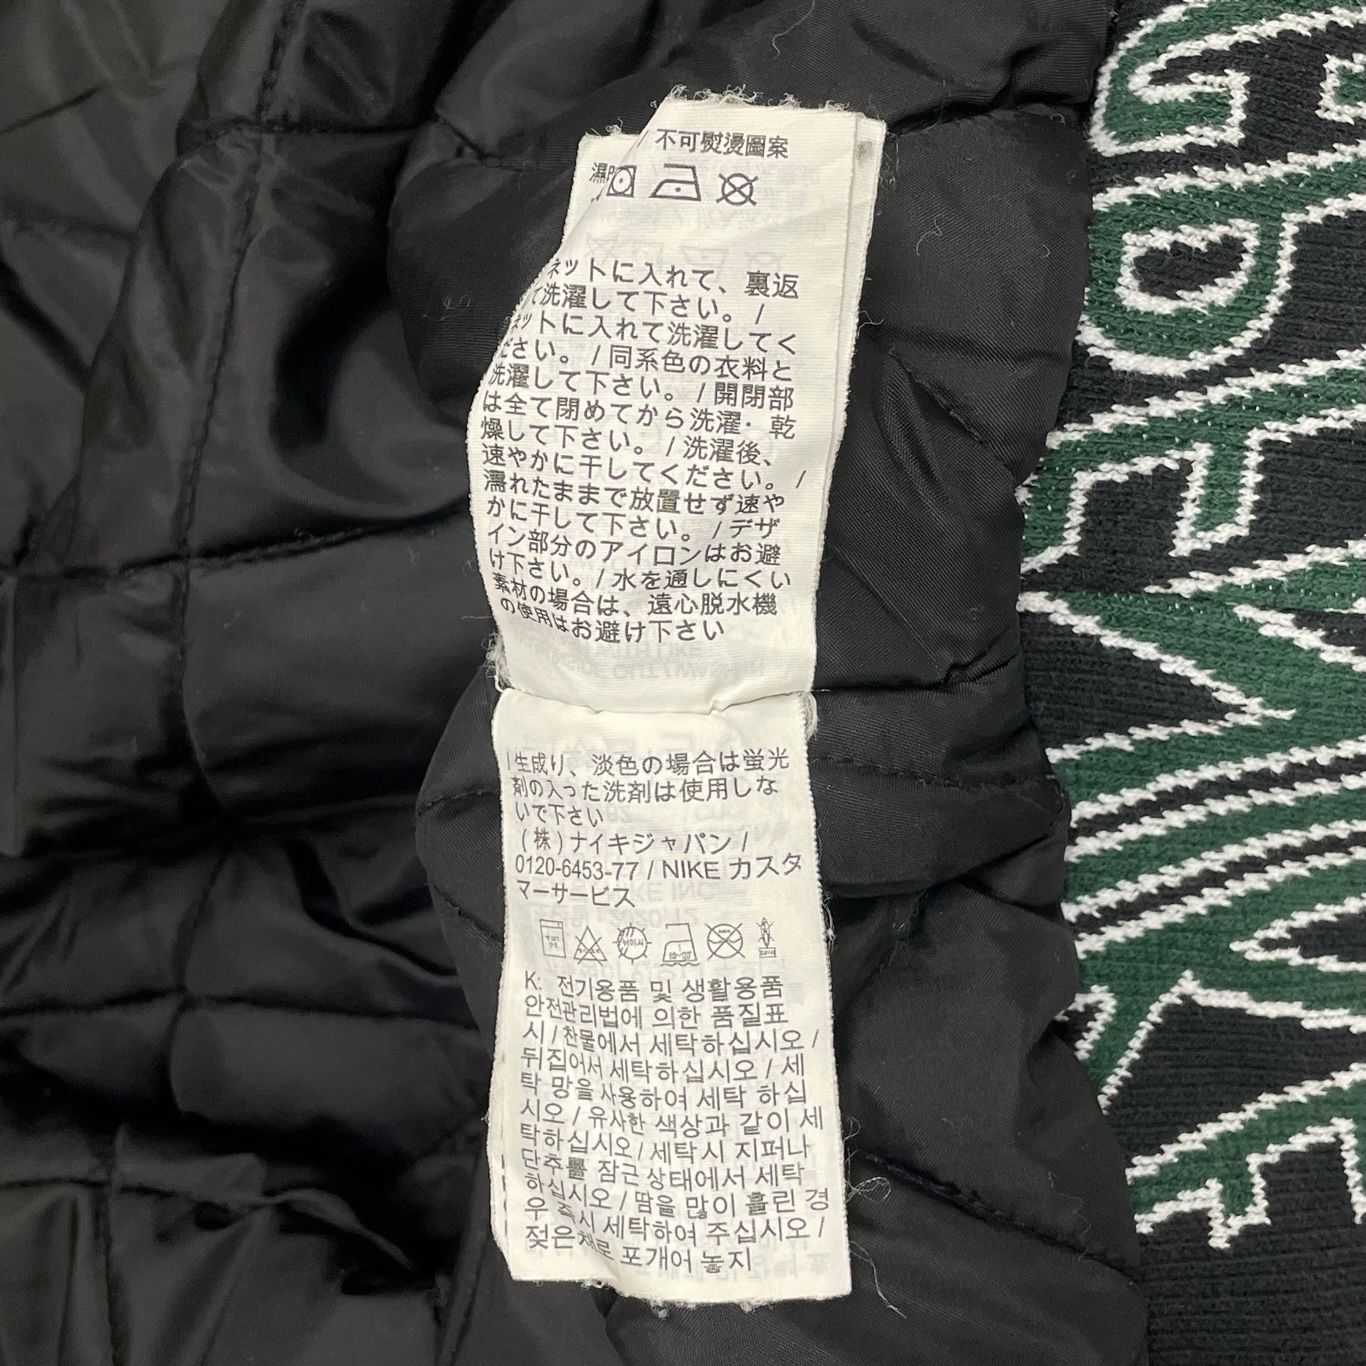 / 不可熨燙圖案
ネットに入れて、裏返
て洗濯して下さい。 /
ネットに入れて洗濯してく
ださい。 / 同系色の衣料と
洗濯して下さい。 / 開閉部
は全て閉めてから洗濯・乾
燥して下さい。 / 洗濯後、
速やかに干してください。 /
濡れたままで放置せず速や
かに干して下さい。 / デザ
イン部分のアイロンはお避
け下さい。 / 水を通しにくい
素材の場合は、遠心脱水機
の使用はお避け下さい
/ 生成り、淡色の場合は蛍光
剤の入った洗剤は使用しな
いで下さい
(株) ナイキジャパン /
0120-6453-77 / NIKE カスタ
マーサービス
K: 전기용품 및 생활용품
안전관리법에 의한 품질표
시 / 찬물에서 세탁하십시오 /
뒤집어서 세탁하십시오 / 세
탁 망을 사용하여 세탁 하십
시오 / 유사한 색상과 같이 세
탁하십시오 / 세탁시 지퍼나
단추를 잠근 상태에서 세탁
하십시오 / 땀을 많이 흘린 경
우 즉시 세탁하여 주십시오 /
젖은 채로 포개어 놓지